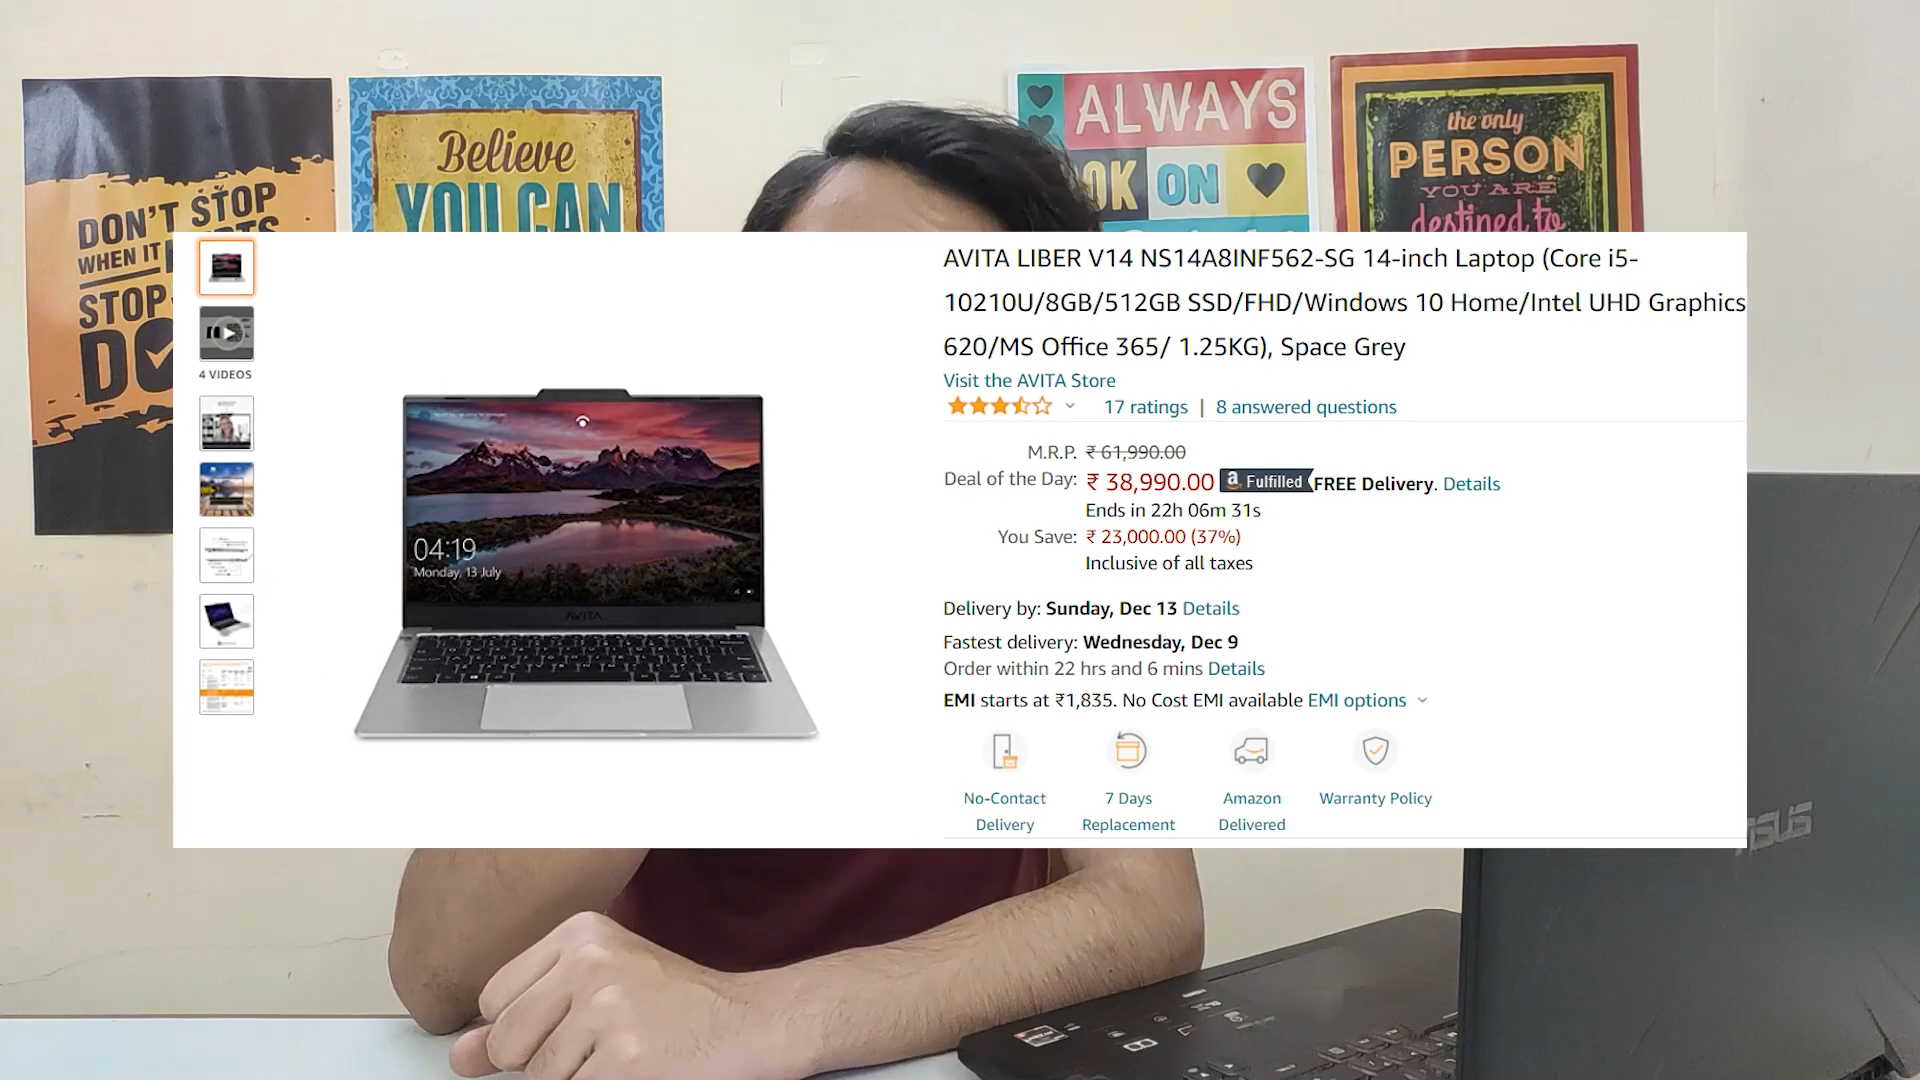 DON'T STOP
WHEN IT
STOP
DO
Believe
YOU CAN
ALWAYS
OK ON
the only
PERSON
YOU ARE
destined to
4 VIDEOS
04:19
Monday, 13 July
AVITA
AVITA LIBER V14 NS14A8INF562-SG 14-inch Laptop (Core i5-
10210U/8GB/512GB SSD/FHD/Windows 10 Home/Intel UHD Graphics
620/MS Office 365/ 1.25KG), Space Grey
Visit the AVITA Store
17 ratings | 8 answered questions
M.R.P. ₹ 61,990.00
Deal of the Day: ₹ 38,990.00 a Fulfilled FREE Delivery. Details
Ends in 22h 06m 31s
You Save: ₹ 23,000.00 (37%)
Inclusive of all taxes
Delivery by: Sunday, Dec 13 Details
Fastest delivery: Wednesday, Dec 9
Order within 22 hrs and 6 mins Details
EMI starts at ₹1,835. No Cost EMI available EMI options
No-Contact
Delivery
7 Days
Replacement
Amazon
Delivered
Warranty Policy
ASUS